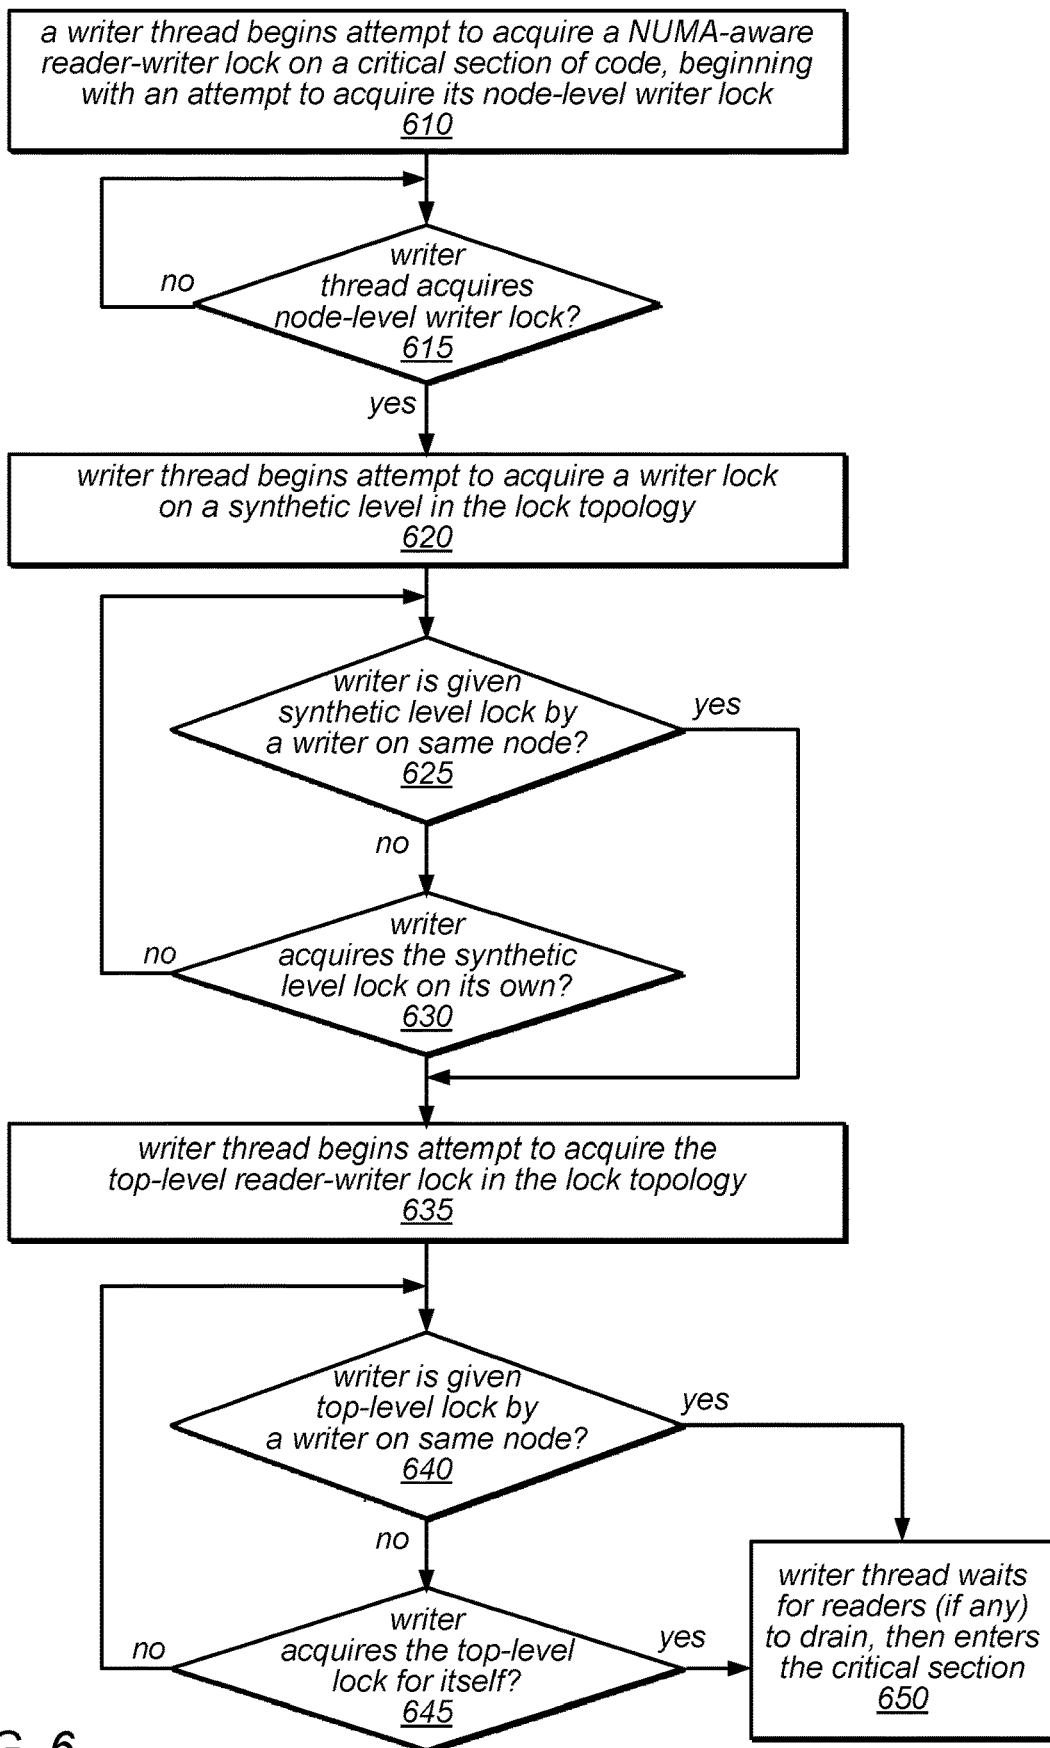 a writer thread begins attempt to acquire a NUMA-aware
reader-writer lock on a critical section of code, beginning
with an attempt to acquire its node-level writer lock
610
writer
thread acquires
node-level writer lock?
615
no
yes
writer thread begins attempt to acquire a writer lock
on a synthetic level in the lock topology
620
writer is given
synthetic level lock by
a writer on same node?
625
yes
no
writer
acquires the synthetic
level lock on its own?
630
no
writer thread begins attempt to acquire the
top-level reader-writer lock in the lock topology
635
writer is given
top-level lock by
a writer on same node?
640
yes
no
writer
acquires the top-level
lock for itself?
645
no
yes
writer thread waits
for readers (if any)
to drain, then enters
the critical section
650
6